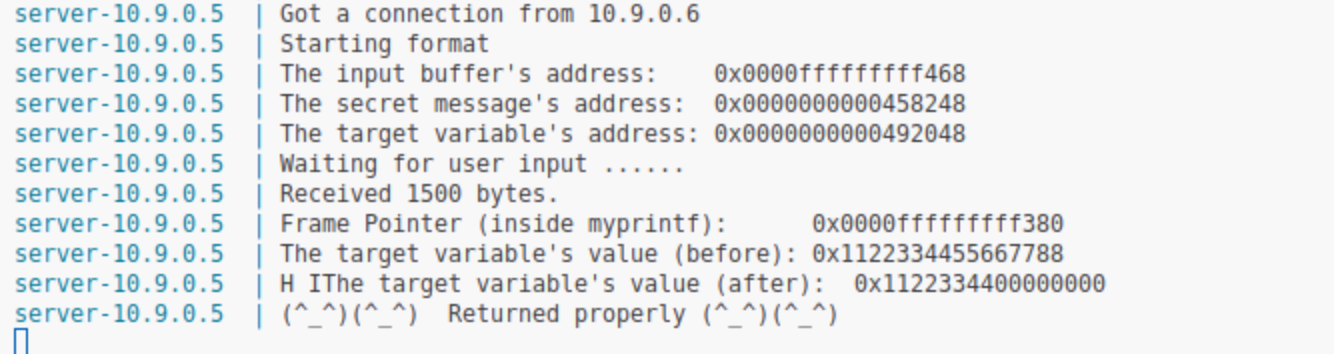 server-10.9.0.5 | Got a connection from 10.9.0.6
server-10.9.0.5 | Starting format
server-10.9.0.5 | The input buffer's address: 0x0000fffffffff468
server-10.9.0.5 | The secret message's address: 0x0000000000458248
server-10.9.0.5 | The target variable's address: 0x0000000000492048
server-10.9.0.5 | Waiting for user input ......
server-10.9.0.5 | Received 1500 bytes.
server-10.9.0.5 | Frame Pointer (inside myprintf): 0x0000fffffffff380
server-10.9.0.5 | The target variable's value (before): 0x1122334455667788
server-10.9.0.5 | H IThe target variable's value (after): 0x1122334400000000
server-10.9.0.5 | (^_^)(^_^) Returned properly (^_^)(^_^)